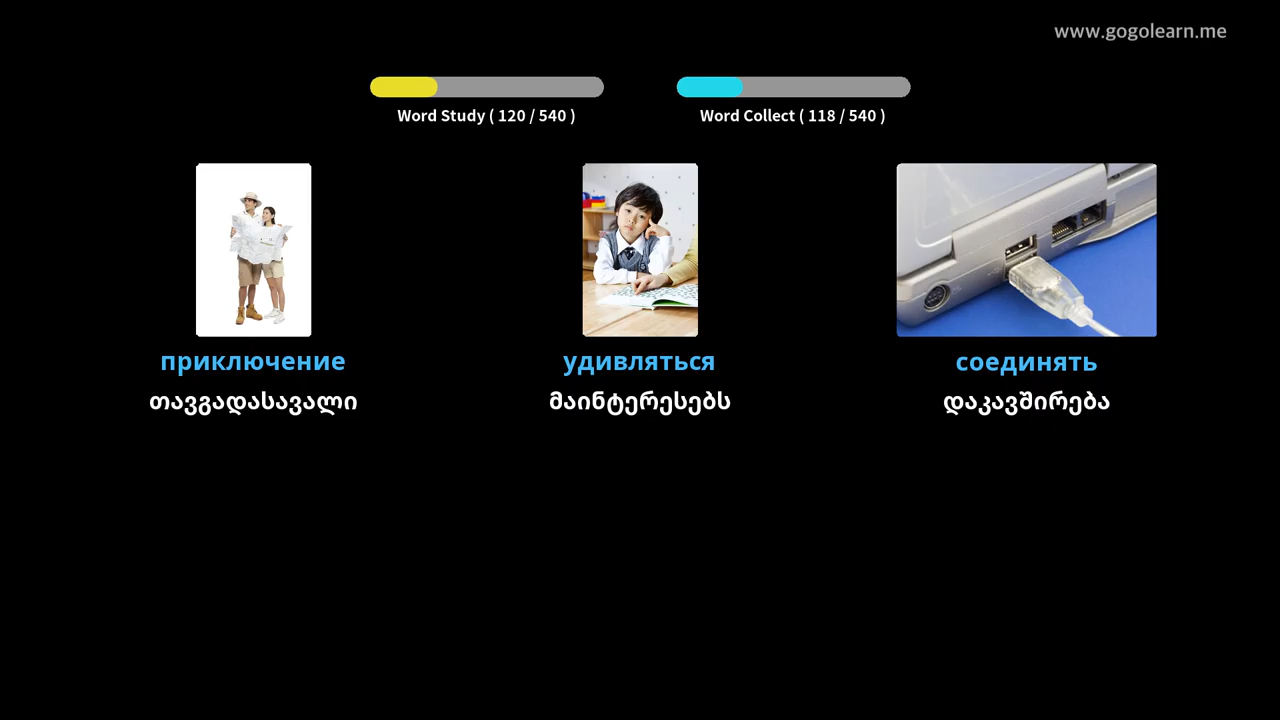 www.gogolearn.me
Word Study ( 120 / 540 )
Word Collect ( 118 / 540 )
приключение
удивляться
соединять
თავგადასავალი
მაინტერესებს
დაკავშირება